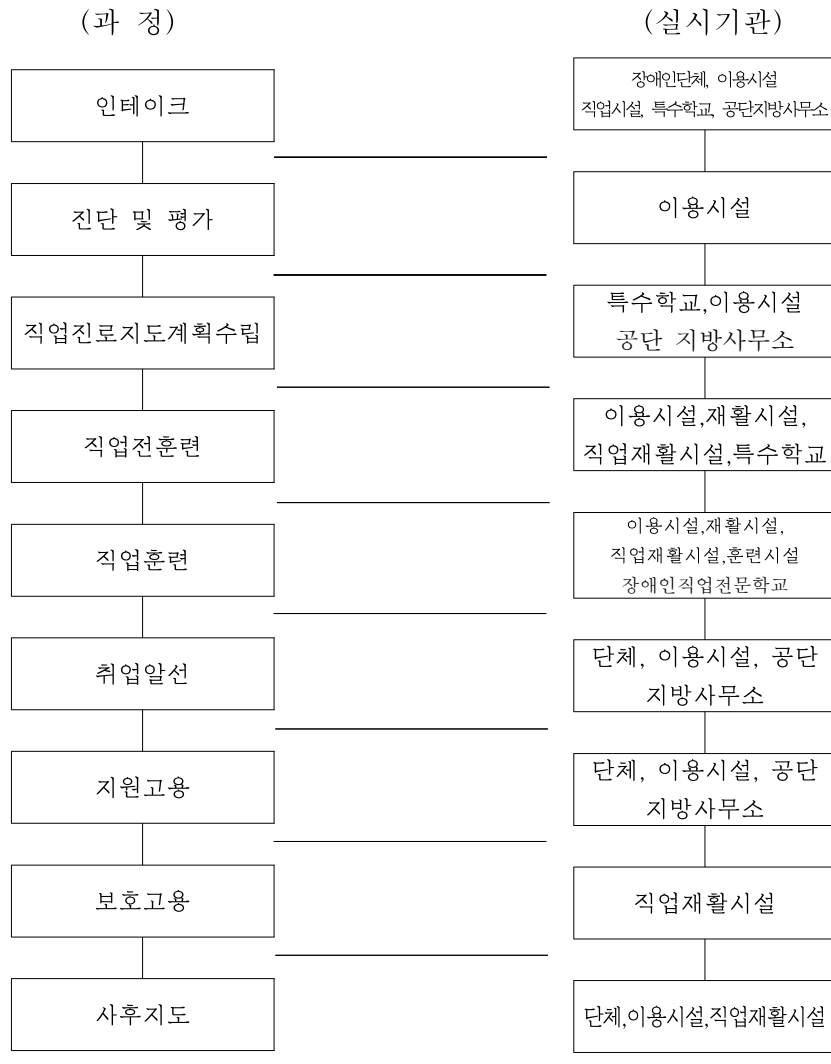 (과 정)
(실시기관)
인테이크
장애인단체, 이용시설
직업시설, 특수학교, 공단지방사무소
진단 및 평가
이용시설
직업진로지도계획수립
특수학교,이용시설
공단 지방사무소
직업전훈련
이용시설,재활시설,
직업재활시설,특수학교
직업훈련
이용시설,재활시설,
직업재활시설,훈련시설
장애인직업전문학교
취업알선
단체, 이용시설, 공단
지방사무소
지원고용
단체, 이용시설, 공단
지방사무소
보호고용
직업재활시설
사후지도
단체,이용시설,직업재활시설